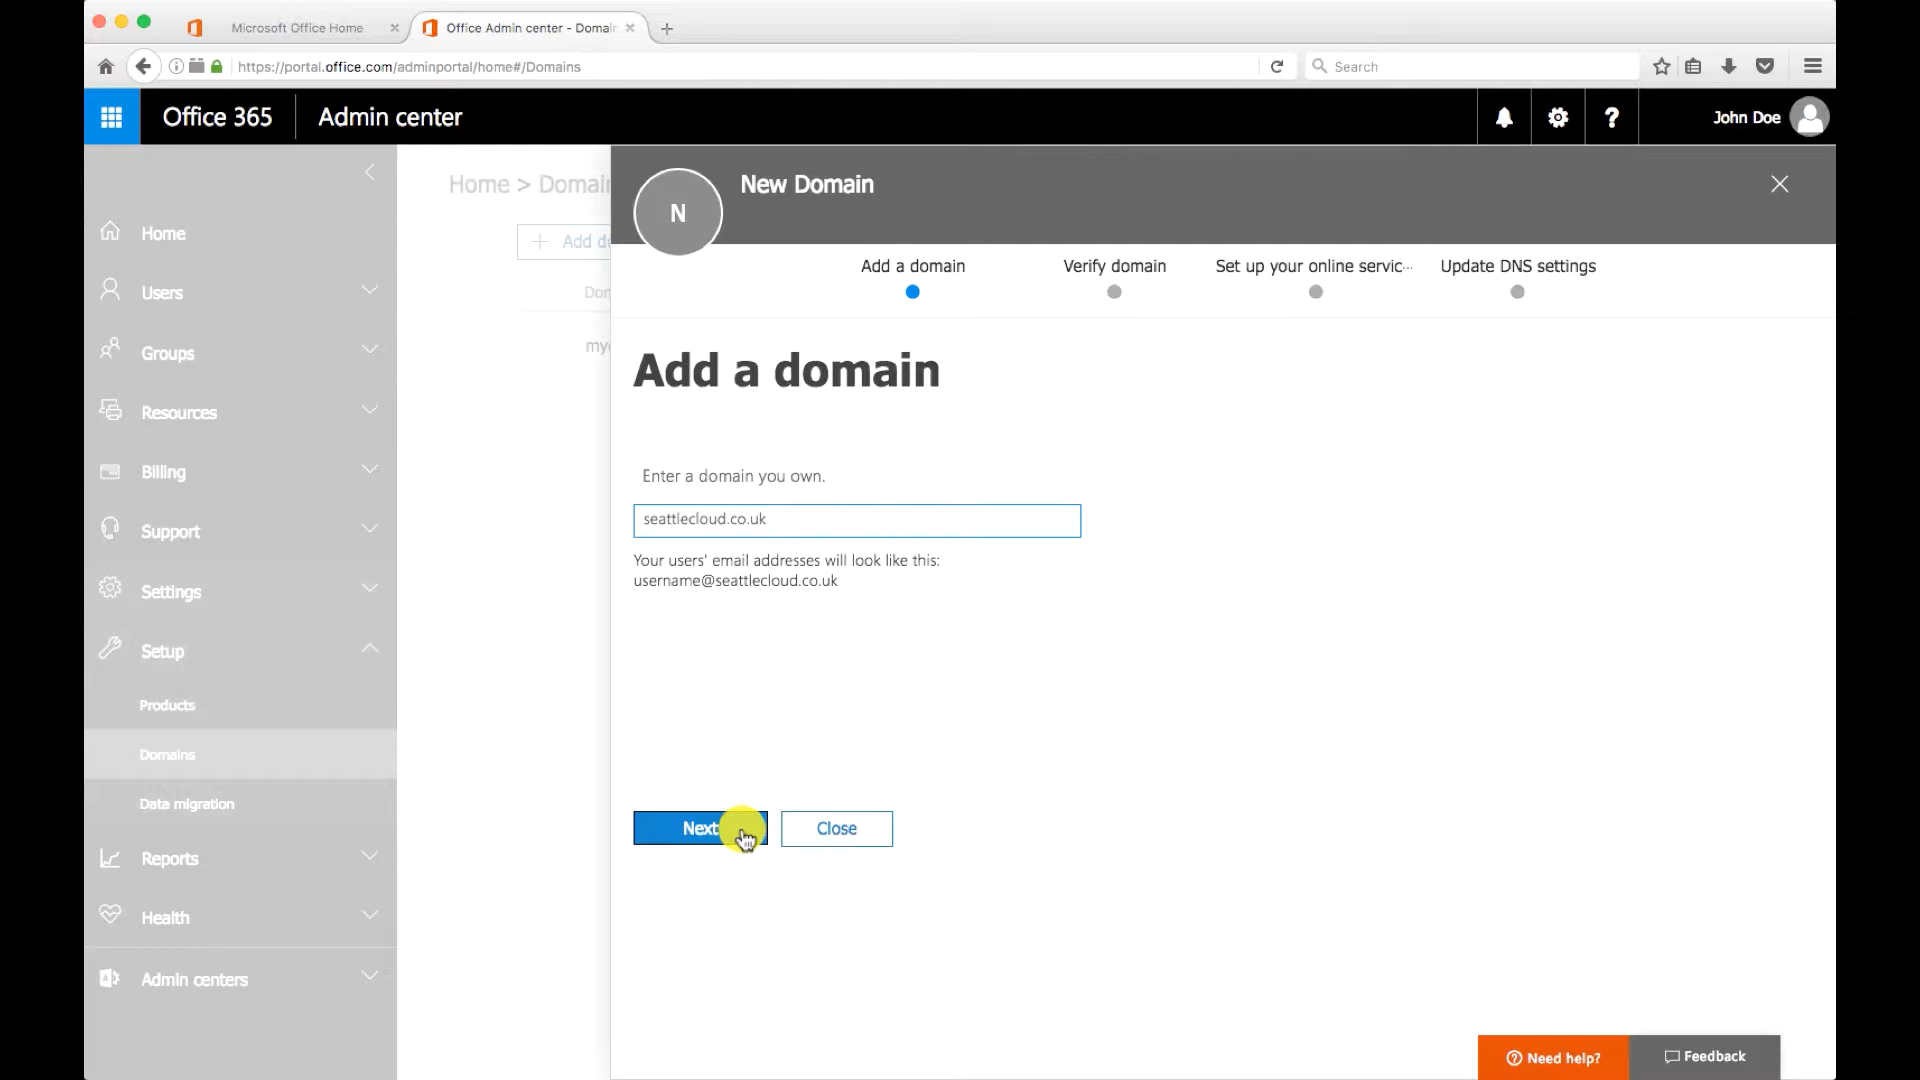 Microsoft Office Home
Office Admin center - Domain
https://portal.office.com/adminportal/home#/Domains
Search
Office 365
Admin center
John Doe
Home > Domai
N
New Domain
Add a domain
Verify domain
Set up your online servic...
Update DNS settings
Home
Users
Groups
Resources
Billing
Support
Settings
Setup
Products
Domains
Data migration
Reports
Health
Admin centers
Add do
Dom
myc
Add a domain
Enter a domain you own.
seattlecloud.co.uk
Your users' email addresses will look like this:
username@seattlecloud.co.uk
Next
Close
Need help?
Feedback